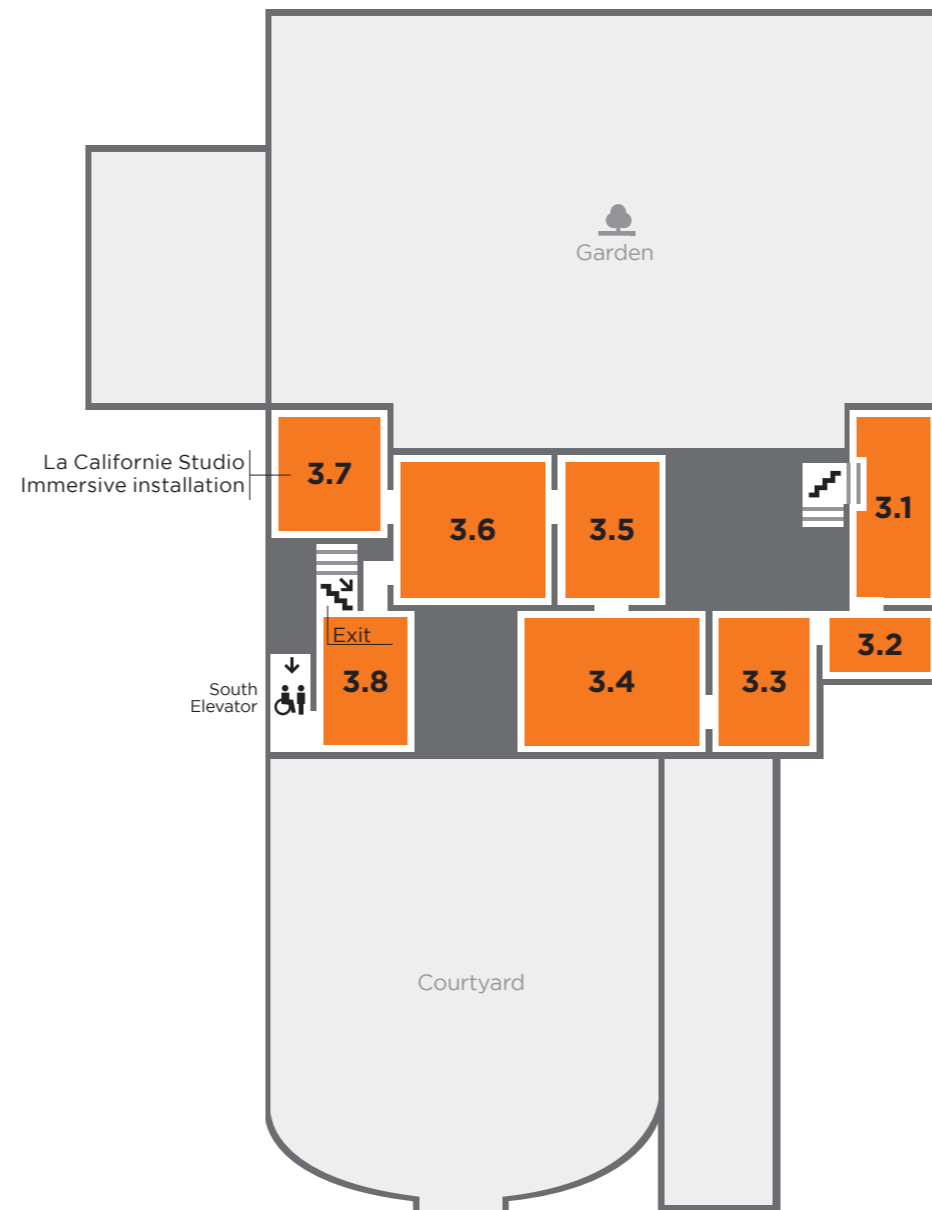 Garden
La Californie Studio
Immersive installation
3.7
3.6
3.5
3.1
Exit
3.8
3.4
3.3
3.2
South
Elevator
Courtyard